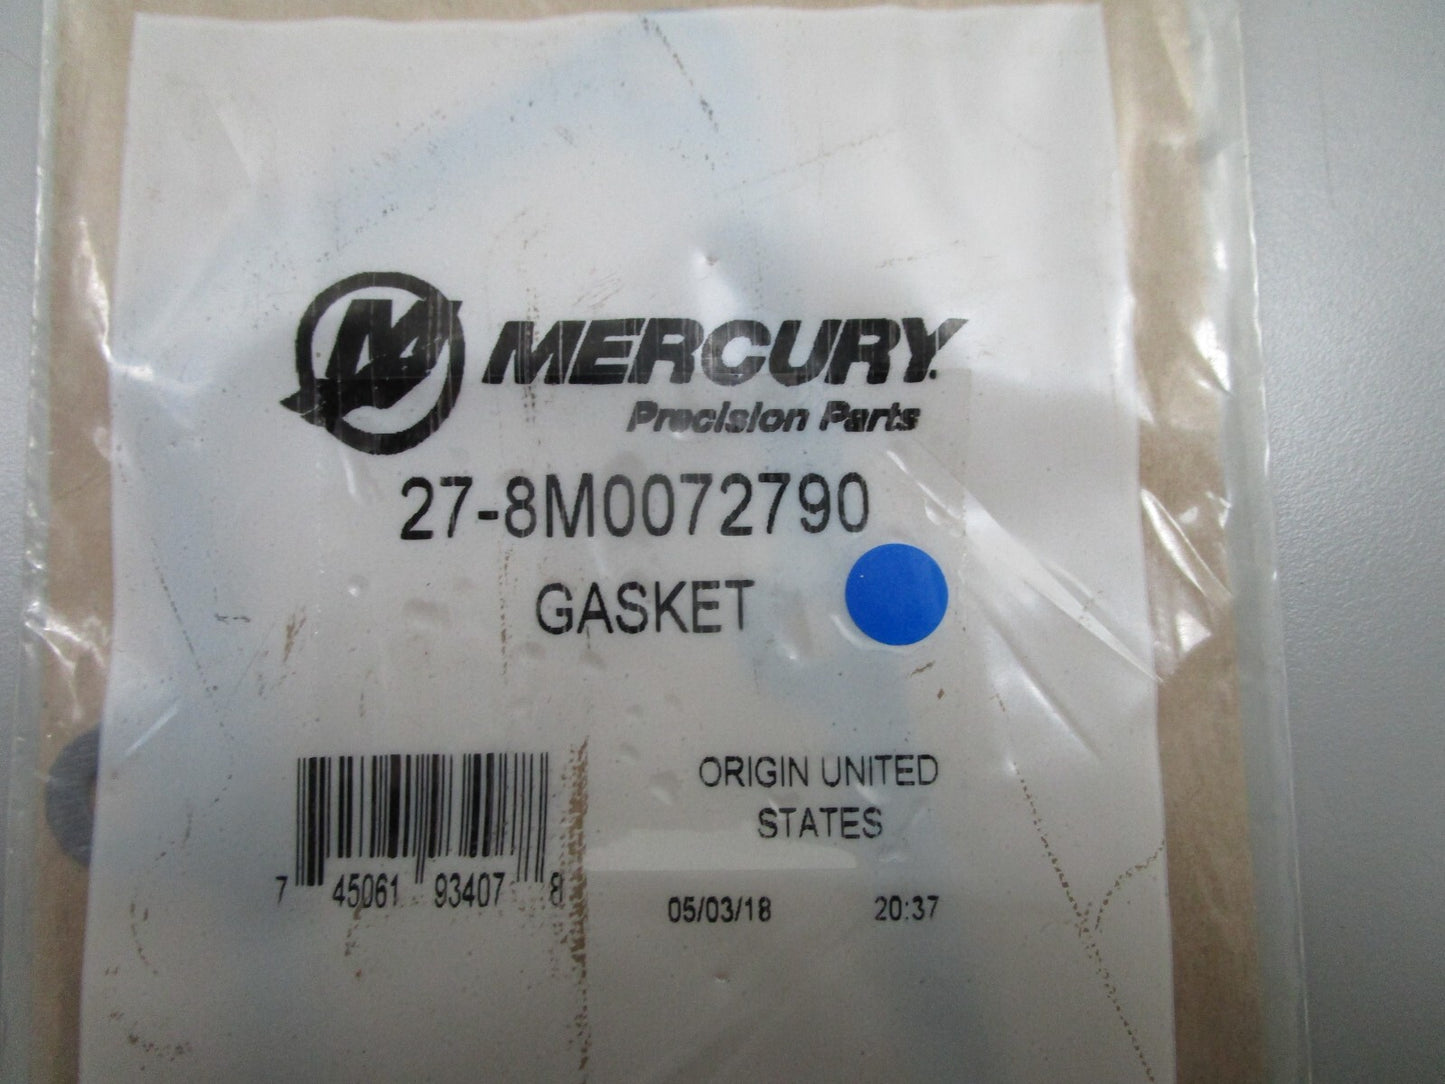 MERCURY
Precision Parts
27-8M0072790
GASKET
ORIGIN UNITED
STATES
7 45061 93407 8
05/03/18 20:37